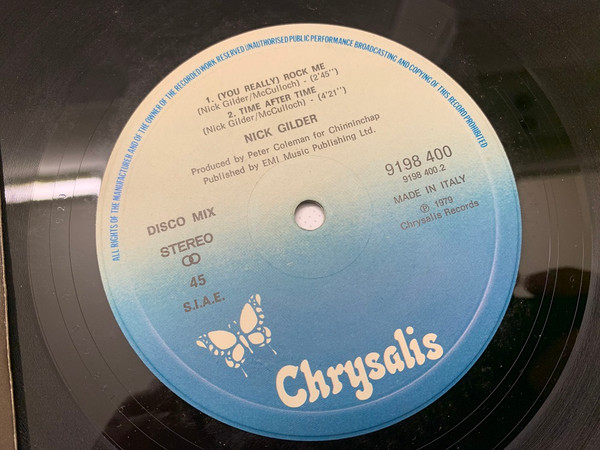 ALL RIGHTS OF THE MANUFACTURER AND OF THE OWNER OF THE RECORDED WORK RESERVED UNAUTHORISED PUBLIC PERFORMANCE BROADCASTING AND COPYING OF THIS RECORD PROHIBITED
1. (YOU REALLY) ROCK ME
(Nick Gilder/McCulloch) - (2'45'')
2. TIME AFTER TIME
(Nick Gilder/McCulloch) - (4'21'')
NICK GILDER
Produced by Peter Coleman for Chinninchap
Published by EMI Music Publishing Ltd.
DISCO MIX
STEREO
45
S.I.A.E.
9198 400
9198 400.2
MADE IN ITALY
℗ 1979
Chrysalis Records
Chrysalis